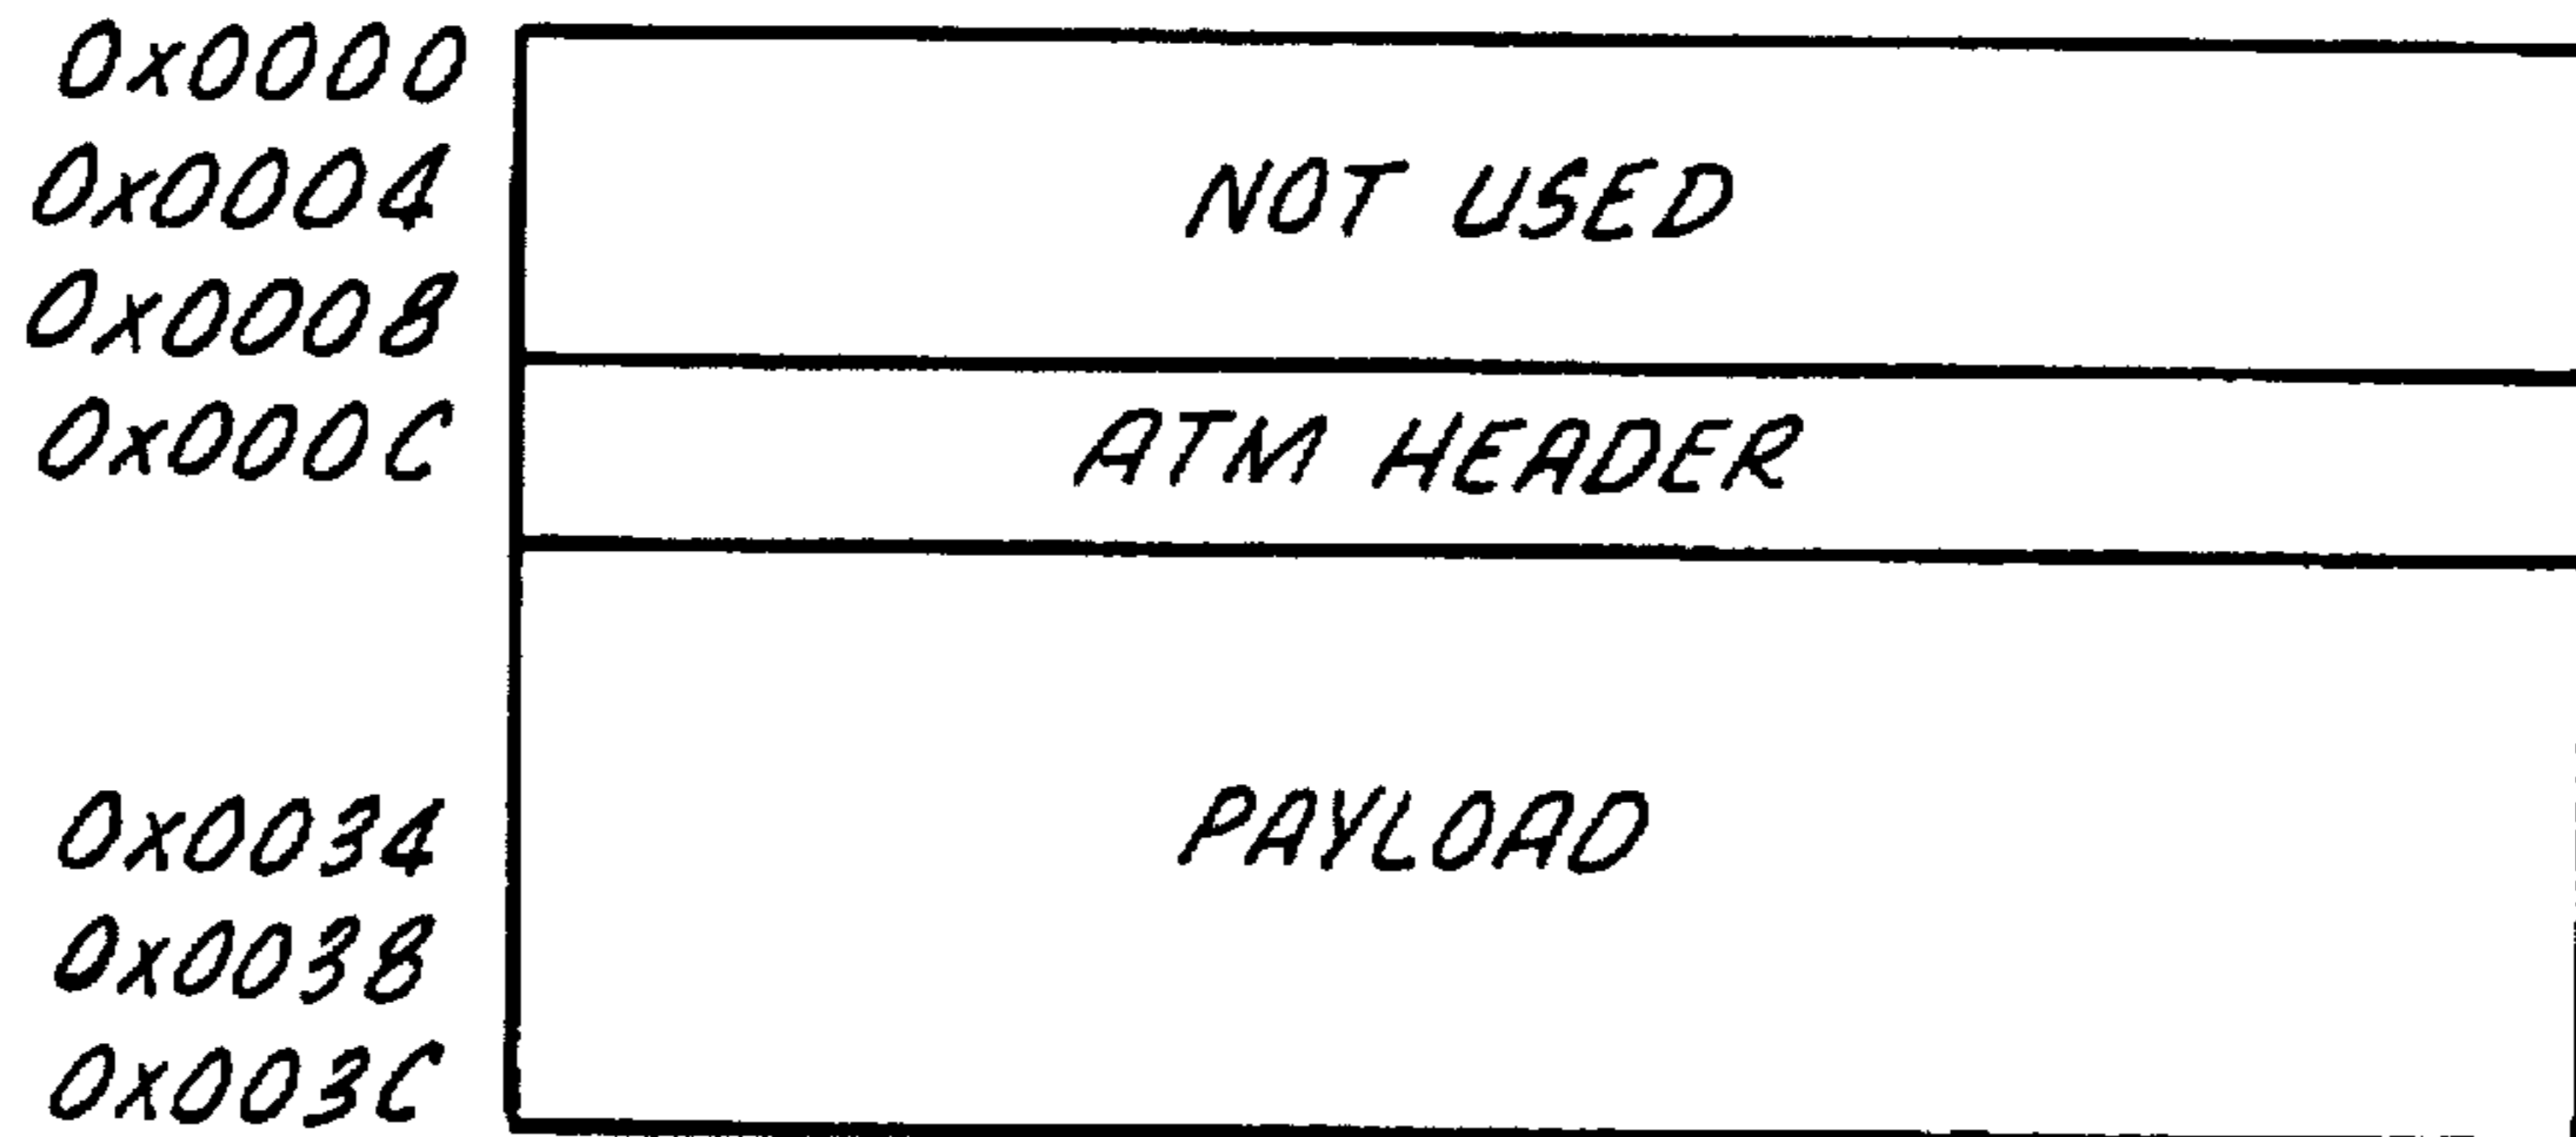 0x0000
0x0004 NOT USED
0x0008
0x000C ATM HEADER
0x0034 PAYLOAD
0x0038
0x003C